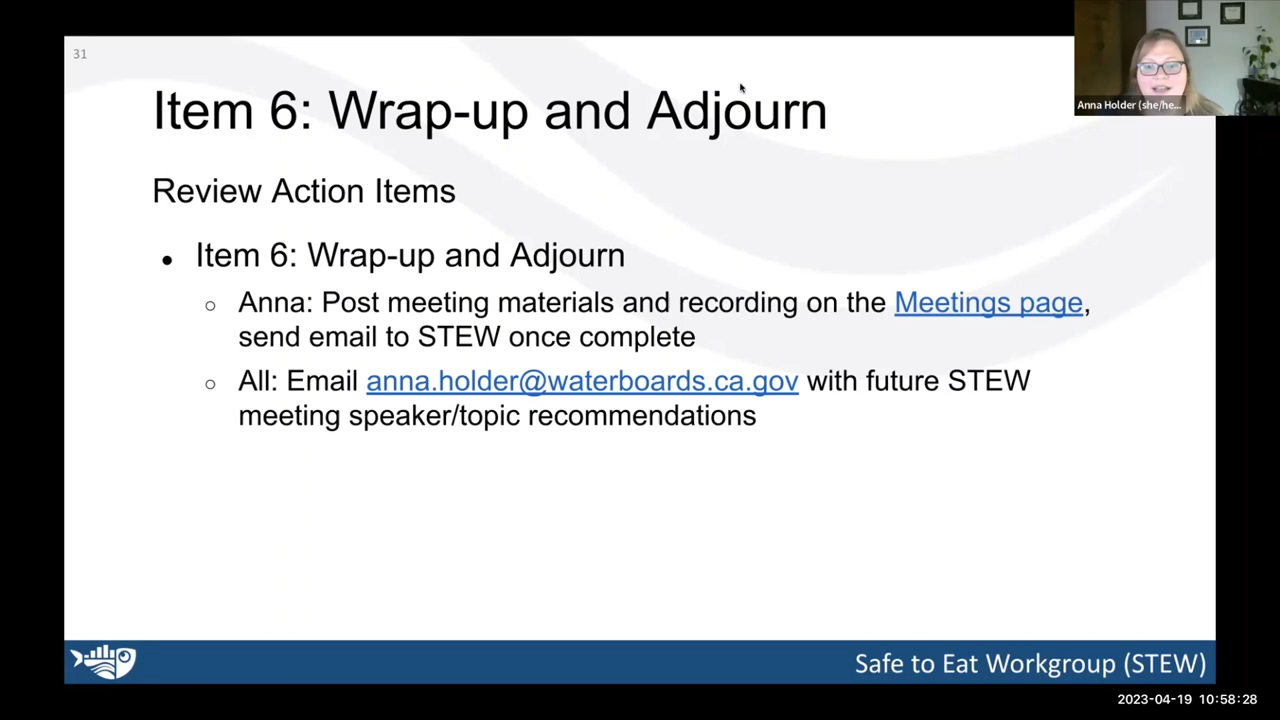 31
Item 6: Wrap-up and Adjourn
Anna Holder (she/he...
Review Action Items
● Item 6: Wrap-up and Adjourn
○ Anna: Post meeting materials and recording on the Meetings page,
send email to STEW once complete
○ All: Email anna.holder@waterboards.ca.gov with future STEW
meeting speaker/topic recommendations
Safe to Eat Workgroup (STEW)
2023-04-19 10:58:28